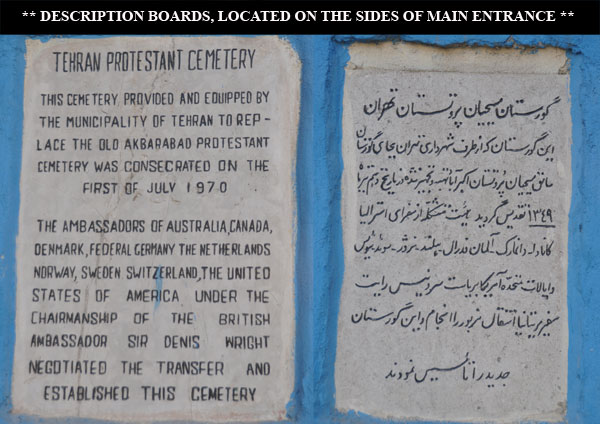 ** DESCRIPTION BOARDS, LOCATED ON THE SIDES OF MAIN ENTRANCE **
TEHRAN PROTESTANT CEMETERY
THIS CEMETERY PROVIDED AND EQUIPPED BY
THE MUNICIPALITY OF TEHRAN TO REP-
LACE THE OLD AKBARABAD PROTESTANT
CEMETERY WAS CONSECRATED ON THE
FIRST OF JULY 1970
THE AMBASSADORS OF AUSTRALIA, CANADA,
DENMARK, FEDERAL GERMANY THE NETHERLANDS
NORWAY, SWEDEN SWITZERLAND, THE UNITED
STATES OF AMERICA UNDER THE
CHAIRMANSHIP OF THE BRITISH
AMBASSADOR SIR DENIS WRIGHT
NEGOTIATED THE TRANSFER AND
ESTABLISHED THIS CEMETERY
گورستان مسیحیان پروتستان تهران
این گورستان که از طرف شهرداری تهران بجای گورستان
سابق مسیحیان پروتستان اکبرآباد تهیه و تجهیز شده در تاریخ دهم تیرماه
۱۳۴۹ تقدیس گردید هیئت متشکله از سفرای استرالیا
کانادا - دانمارک آلمان فدرال - هلند - نروژ - سوئد سوئیس
و ایالات متحده آمریکا بریاست سر دنیس رایت
سفیر بریتانیا انتقال مزبور را انجام و این گورستان
جدید را تأسیس نمودند